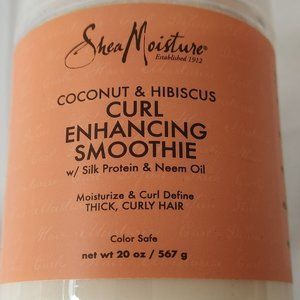 SheaMoisture®
Established 1912
COCONUT & HIBISCUS
CURL
ENHANCING
SMOOTHIE
w/ Silk Protein & Neem Oil
Moisturize & Curl Define
THICK, CURLY HAIR
Color Safe
net wt 20 oz / 567 g